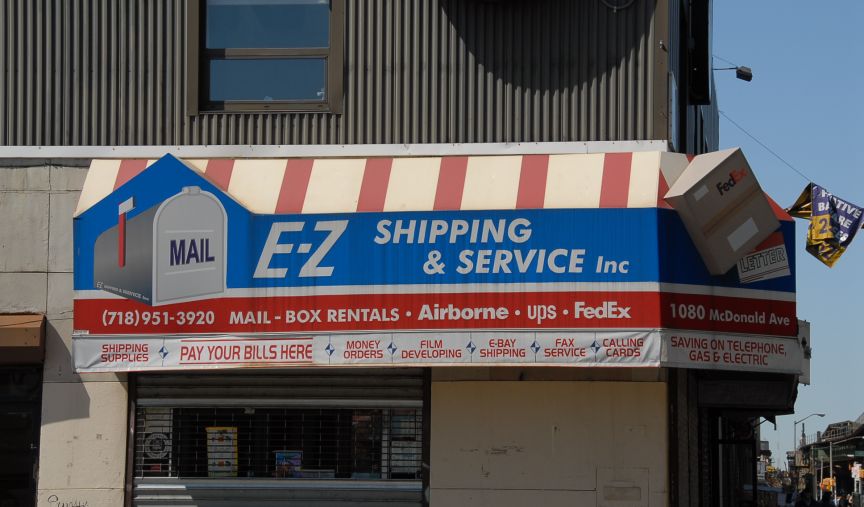 MAIL
E-Z SHIPPING & SERVICE
E-Z SHIPPING
& SERVICE Inc
FedEx
LETTER
(718) 951-3920 MAIL - BOX RENTALS • Airborne • ups • FedEx
1080 McDonald Ave
SHIPPING SUPPLIES
PAY YOUR BILLS HERE
MONEY ORDERS
FILM DEVELOPING
E-BAY SHIPPING
FAX SERVICE
CALLING CARDS
SAVING ON TELEPHONE,
GAS & ELECTRIC